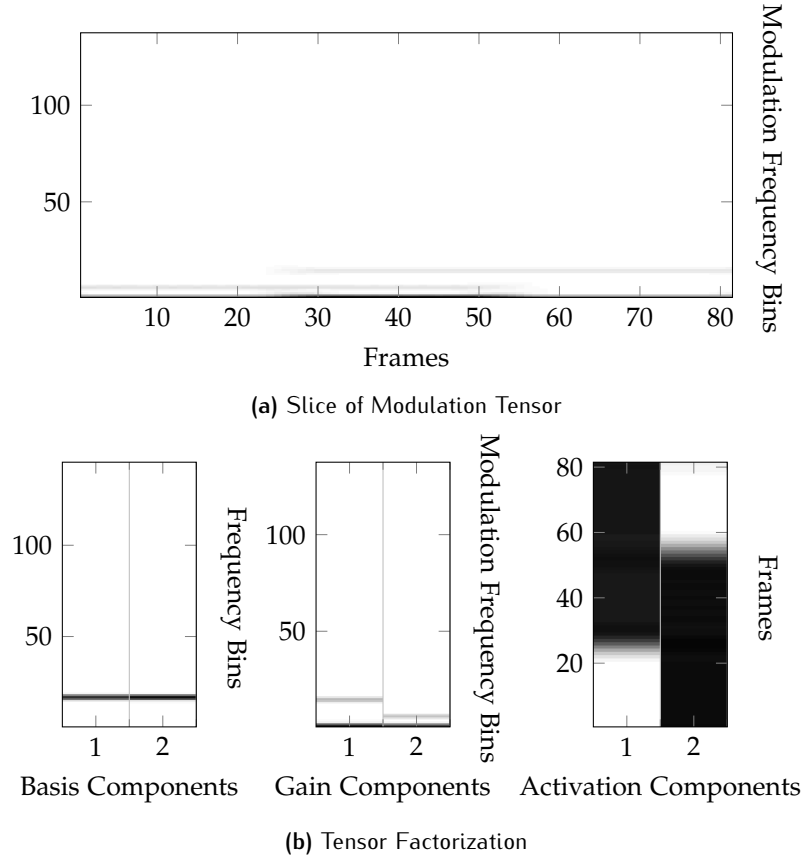 100
50
10 20 30 40 50 60 70 80
Frames
Modulation Frequency Bins
(a) Slice of Modulation Tensor
100
50
1 2
Basis Components
Frequency Bins
100
50
1 2
Gain Components
Modulation Frequency Bins
80
60
40
20
1 2
Activation Components
Frames
(b) Tensor Factorization